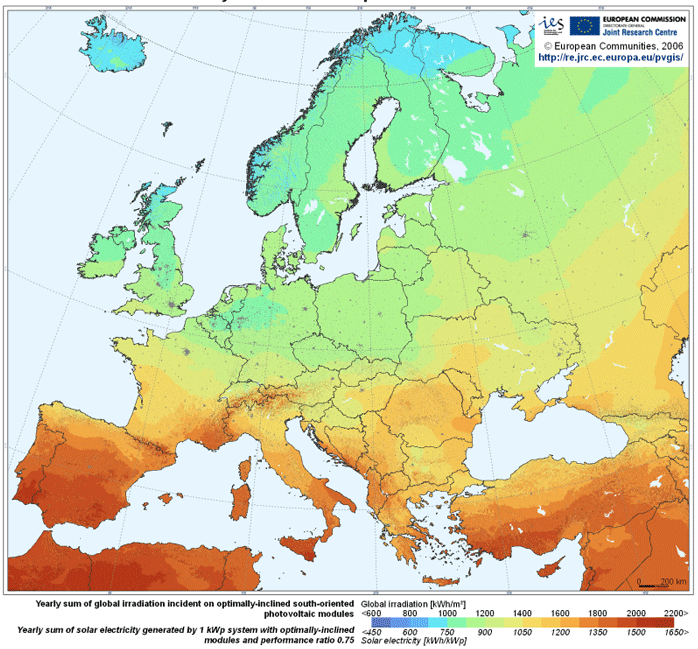 ies
EUROPEAN COMMISSION
DIRECTORATE GENERAL
Joint Research Centre
© European Communities, 2006
http://re.jrc.ec.europa.eu/pvgis/
0 200 km
Yearly sum of global irradiation incident on optimally-inclined south-oriented
photovoltaic modules
Global irradiation [kWh/m²]
<600 800 1000 1200 1400 1600 1800 2000 2200>
Yearly sum of solar electricity generated by 1 kWp system with optimally-inclined
modules and performance ratio 0.75
<450 600 750 900 1050 1200 1350 1500 1650>
Solar electricity [kWh/kWp]